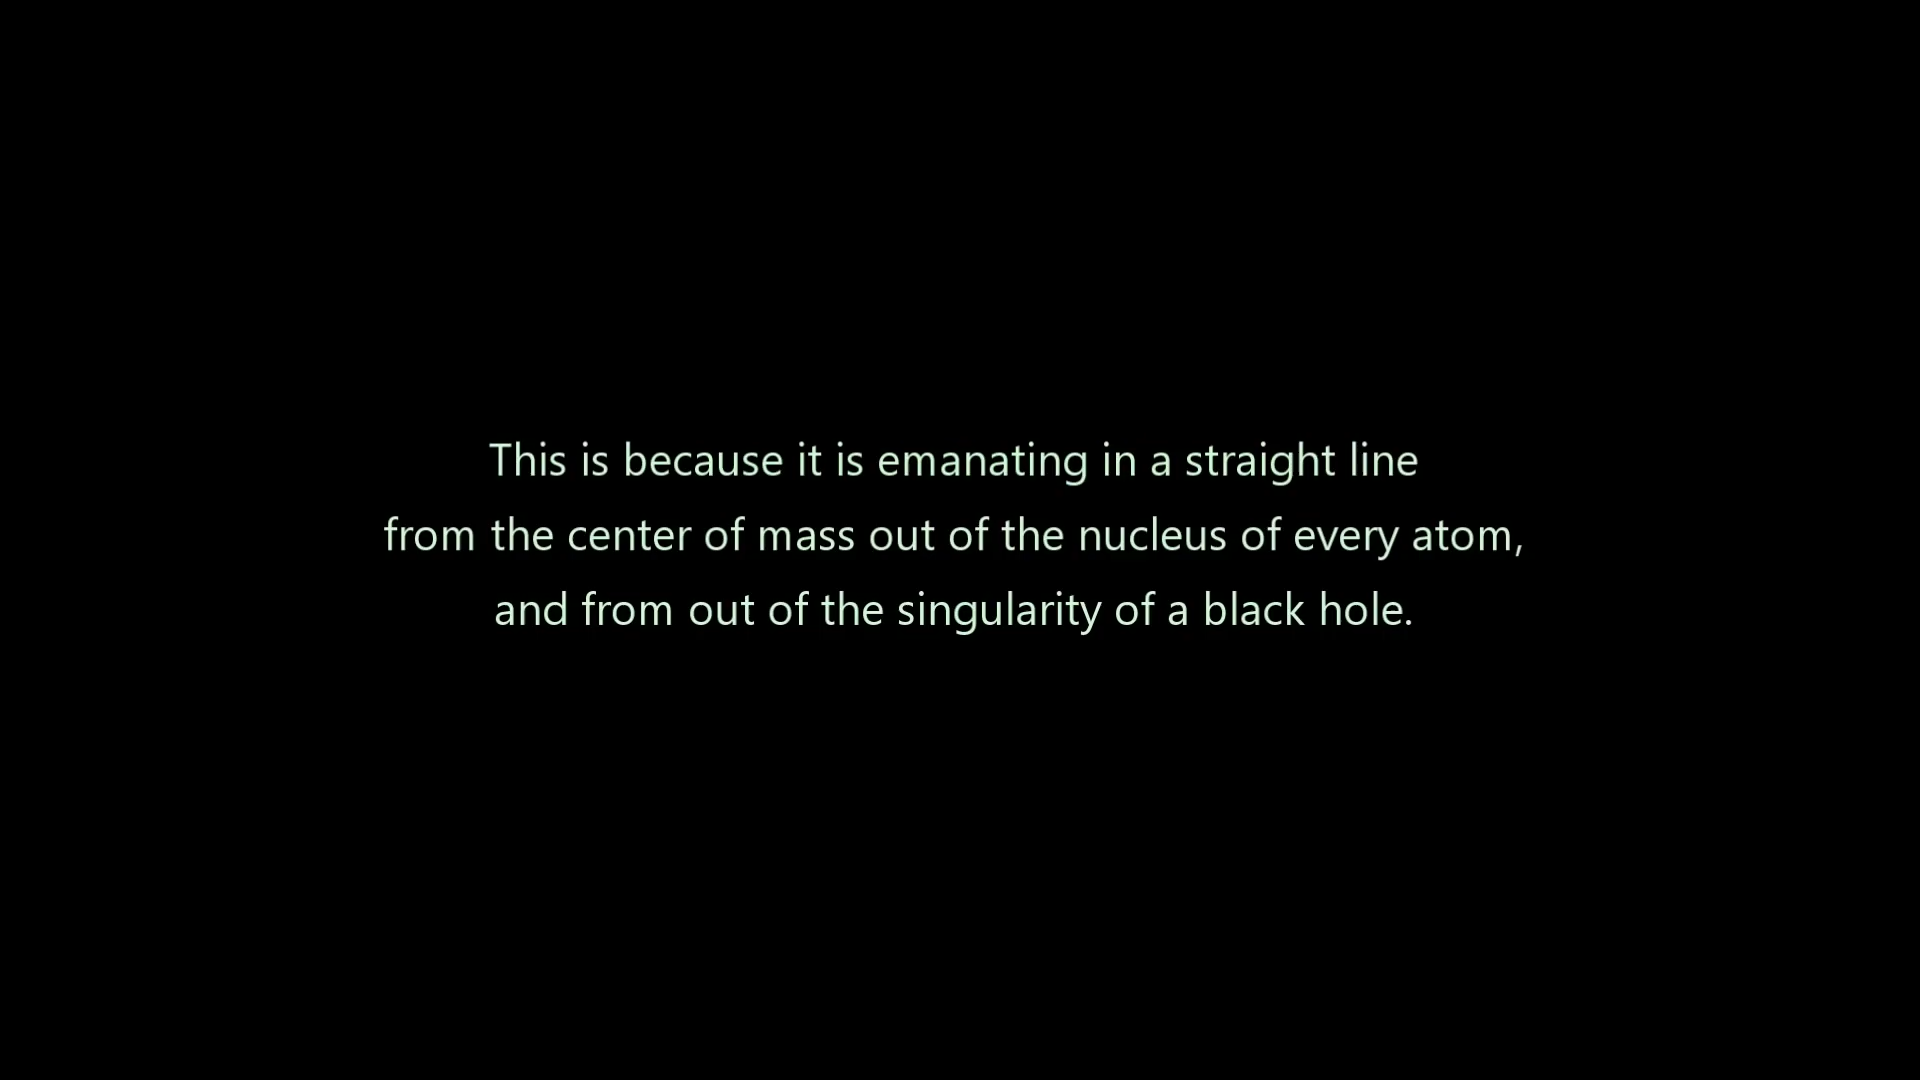 This is because it is emanating in a straight line
from the center of mass out of the nucleus of every atom,
and from out of the singularity of a black hole.